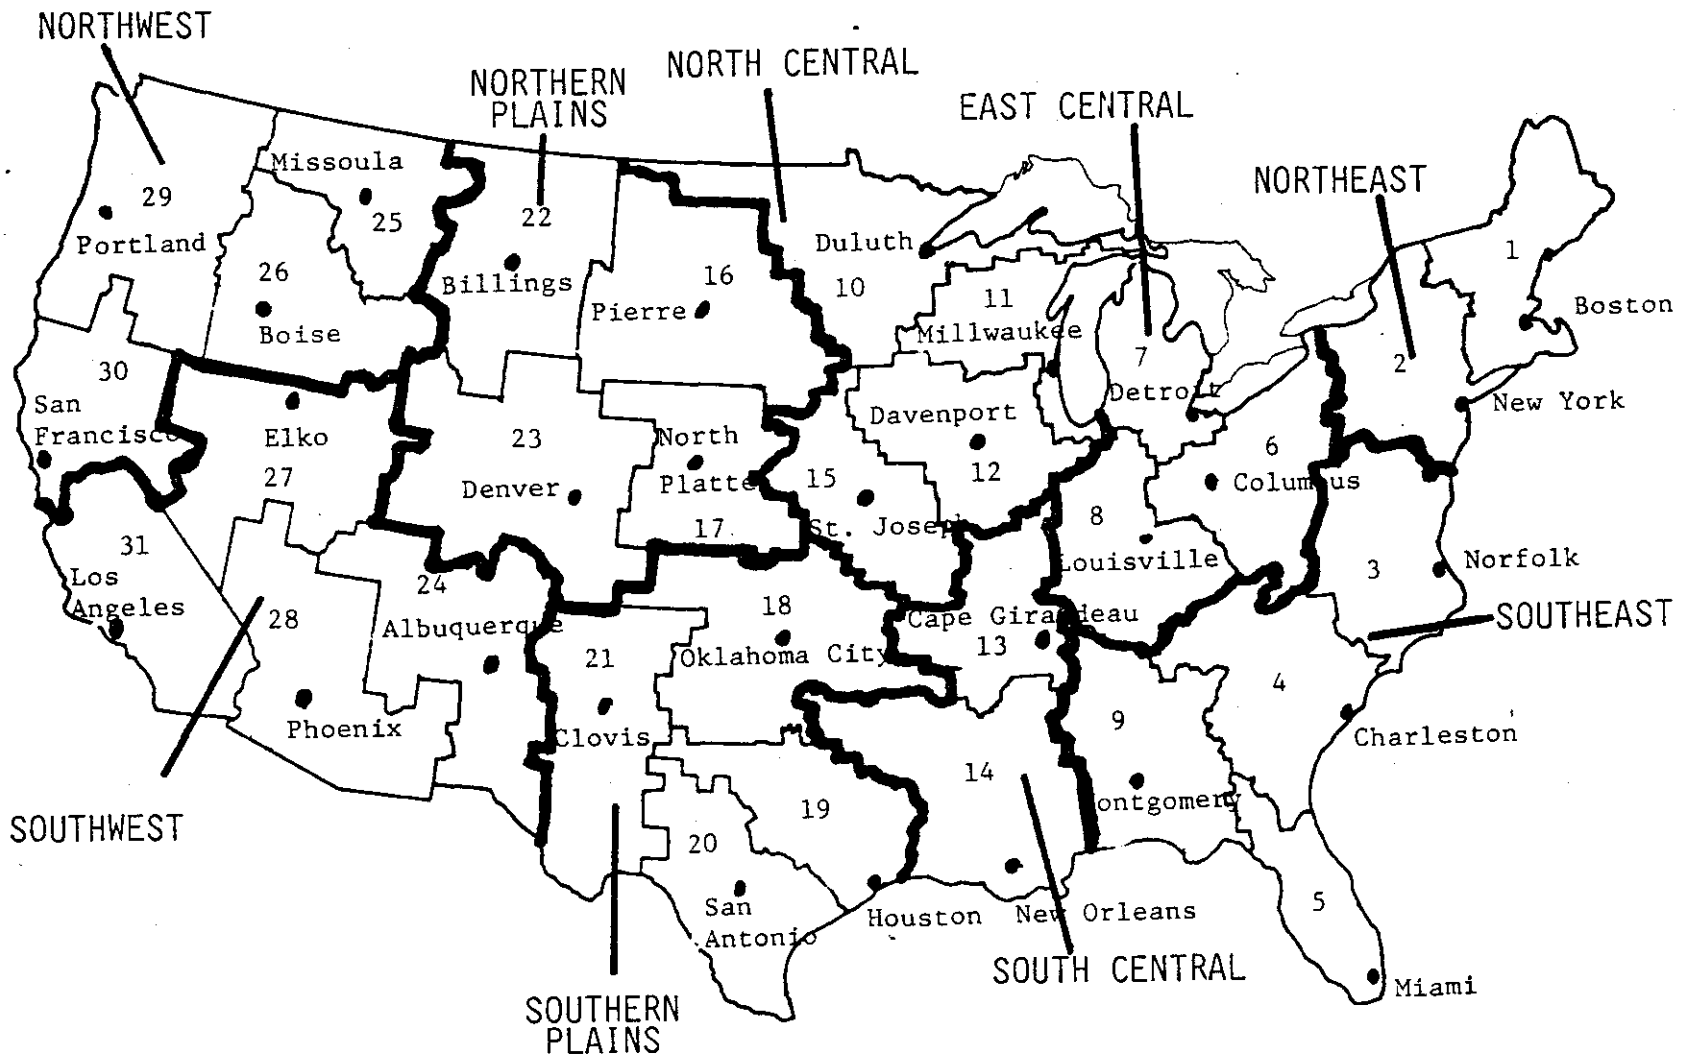 NORTHWEST
NORTHERN
PLAINS
NORTH CENTRAL
EAST CENTRAL
NORTHEAST
Missoula
29
25
22
Portland
26
Boise
Billings
16
Pierre
Duluth
10
11
Millwaukee
7
Detroit
1
Boston
2
New York
30
San
Francisco
Elko
27
23
Denver
North
Platte
17
Davenport
12
15
St. Joseph
6
Columbus
8
Louisville
3
Norfolk
SOUTHEAST
31
Los
Angeles
28
Phoenix
24
Albuquerque
18
Oklahoma City
21
Clovis
Cape Girardeau
13
4
Charleston
9
Montgomery
14
19
20
San
Antonio
Houston
New Orleans
5
Miami
SOUTHWEST
SOUTHERN
PLAINS
SOUTH CENTRAL